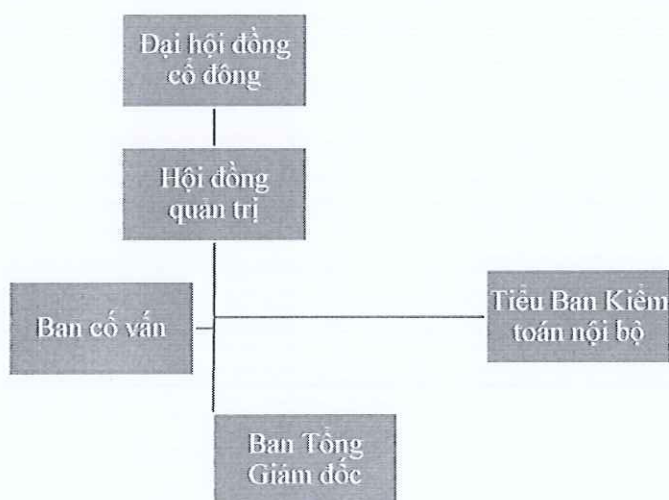 Đại hội đồng
cổ đông
Hội đồng
quản trị
Ban cố vấn
Tiểu Ban Kiểm
toán nội bộ
Ban Tổng
Giám đốc